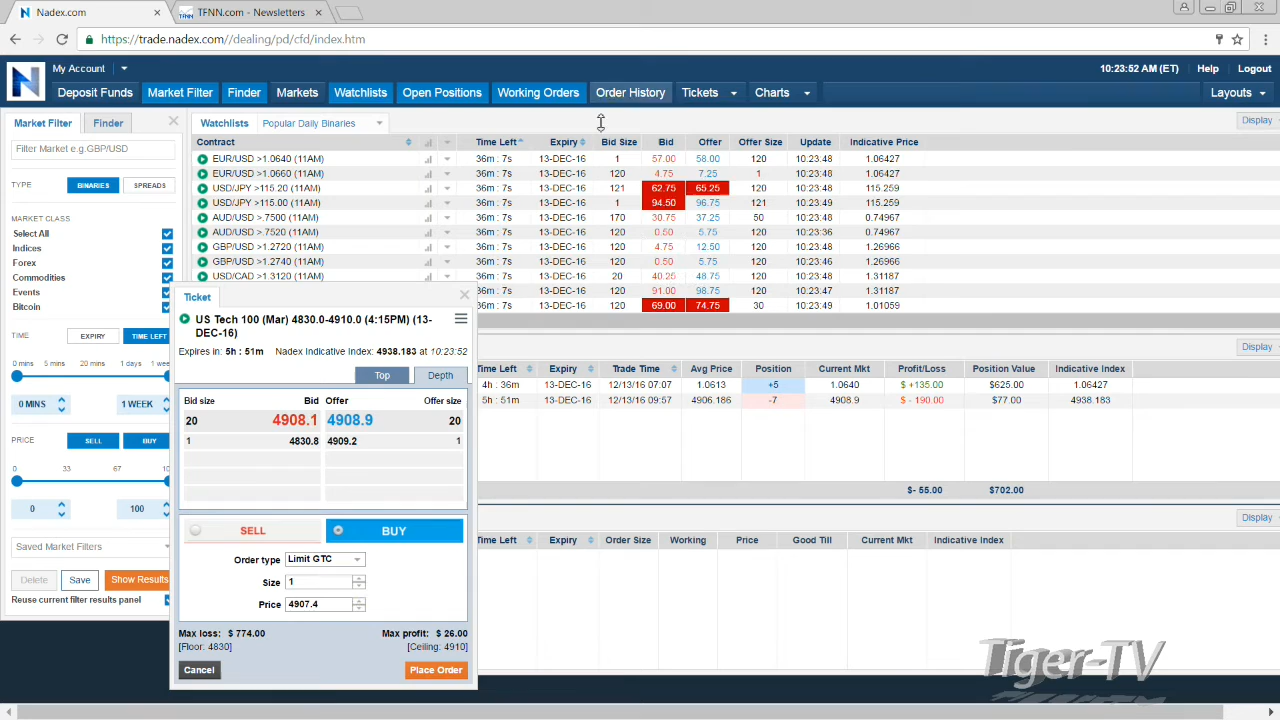 Nadex.com
TFNN.com - Newsletters
https://trade.nadex.com//dealing/pd/cfd/index.htm
My Account
10:23:52 AM (ET) Help Logout
Deposit Funds Market Filter Finder Markets Watchlists Open Positions Working Orders Order History Tickets Charts Layouts
Market Filter Finder
Filter Market e.g.GBP/USD
TYPE BINARIES SPREADS
MARKET CLASS
Select All
Indices
Forex
Commodities
Events
Bitcoin
TIME EXPIRY TIME LEFT
0 mins 5 mins 20 mins 1 days 1 wee
0 MINS 1 WEEK
PRICE SELL BUY
0 33 67 10
0 100
Saved Market Filters
Delete Save Show Results
Reuse current filter results panel
Watchlists Popular Daily Binaries Display
Contract Time Left Expiry Bid Size Bid Offer Offer Size Update Indicative Price
EUR/USD >1.0640 (11AM) 36m : 7s 13-DEC-16 1 57.00 58.00 120 10:23:48 1.06427
EUR/USD >1.0660 (11AM) 36m : 7s 13-DEC-16 120 4.75 7.25 1 10:23:48 1.06427
USD/JPY >115.20 (11AM) 36m : 7s 13-DEC-16 121 62.75 65.25 120 10:23:48 115.259
USD/JPY >115.00 (11AM) 36m : 7s 13-DEC-16 1 94.50 96.75 121 10:23:49 115.259
AUD/USD >.7500 (11AM) 36m : 7s 13-DEC-16 170 30.75 37.25 50 10:23:48 0.74967
AUD/USD >.7520 (11AM) 36m : 7s 13-DEC-16 120 0.50 5.75 120 10:23:36 0.74967
GBP/USD >1.2720 (11AM) 36m : 7s 13-DEC-16 120 4.75 12.50 120 10:23:48 1.26966
GBP/USD >1.2740 (11AM) 36m : 7s 13-DEC-16 120 0.50 5.75 120 10:23:46 1.26966
USD/CAD >1.3120 (11AM) 36m : 7s 13-DEC-16 20 40.25 48.75 120 10:23:48 1.31187
36m : 7s 13-DEC-16 120 91.00 98.75 120 10:23:47 1.31187
36m : 7s 13-DEC-16 120 69.00 74.75 30 10:23:49 1.01059
Display
Time Left Expiry Trade Time Avg Price Position Current Mkt Profit/Loss Position Value Indicative Index
4h : 36m 13-DEC-16 12/13/16 07:07 1.0613 +5 1.0640 $ +135.00 $625.00 1.06427
5h : 51m 13-DEC-16 12/13/16 09:57 4906.186 -7 4908.9 $ - 190.00 $77.00 4938.183
$- 55.00 $702.00
Display
Time Left Expiry Order Size Working Price Good Till Current Mkt Indicative Index
Ticket
US Tech 100 (Mar) 4830.0-4910.0 (4:15PM) (13-
DEC-16)
Expires in: 5h : 51m Nadex Indicative Index: 4938.183 at 10:23:52
Top Depth
Bid size Bid Offer Offer size
20 4908.1 4908.9 20
1 4830.8 4909.2 1
SELL BUY
Order type Limit GTC
Size 1
Price 4907.4
Max loss: $ 774.00 Max profit: $ 26.00
[Floor: 4830] [Ceiling: 4910]
Cancel Place Order
Tiger-TV